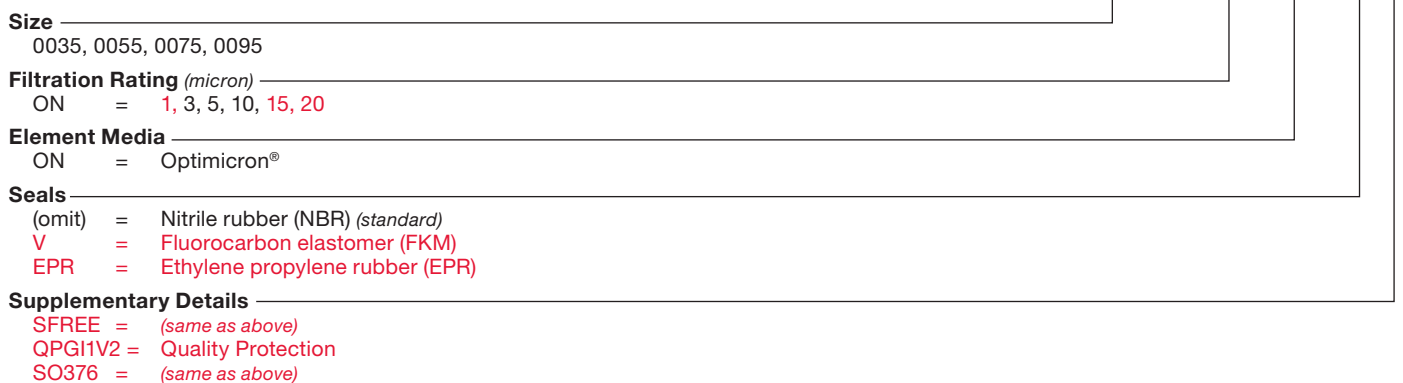 Size
0035, 0055, 0075, 0095
Filtration Rating (micron)
ON = 1, 3, 5, 10, 15, 20
Element Media
ON = Optimicron®
Seals
(omit) = Nitrile rubber (NBR) (standard)
V = Fluorocarbon elastomer (FKM)
EPR = Ethylene propylene rubber (EPR)
Supplementary Details
SFREE = (same as above)
QPGI1V2 = Quality Protection
SO376 = (same as above)